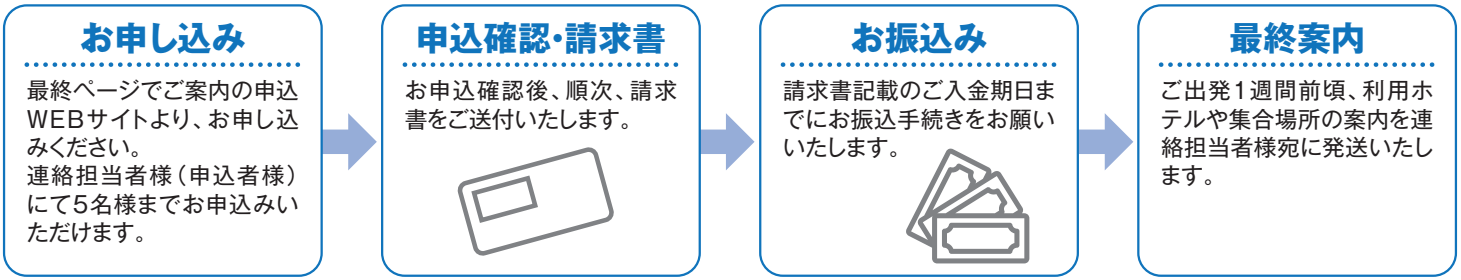 お申し込み
最終ページでご案内の申込
WEBサイトより、お申し込
みください。
連絡担当者様(申込者様)
にて5名様までお申込みい
ただけます。
申込確認・請求書
お申込確認後、順次、請求
書をご送付いたします。
お振込み
請求書記載のご入金期日ま
でにお振込手続きをお願い
いたします。
最終案内
ご出発1週間前頃、利用ホ
テルや集合場所の案内を連
絡担当者様宛に発送いたし
ます。